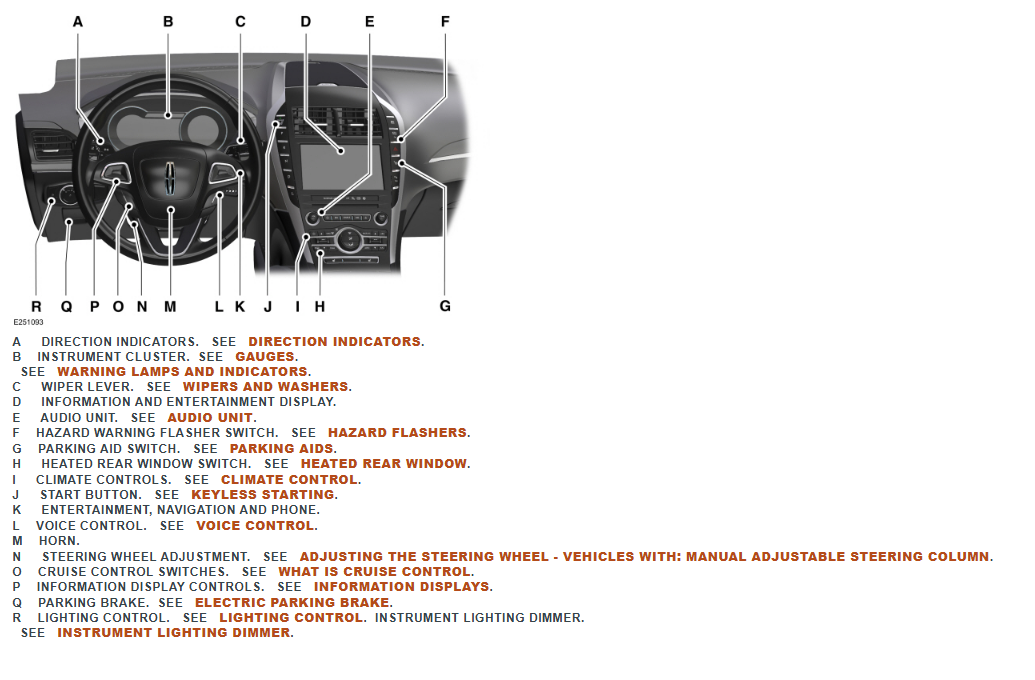 A B C D E F
R Q P O N M L K J I H G
E251093
A DIRECTION INDICATORS. SEE DIRECTION INDICATORS.
B INSTRUMENT CLUSTER. SEE GAUGES.
SEE WARNING LAMPS AND INDICATORS.
C WIPER LEVER. SEE WIPERS AND WASHERS.
D INFORMATION AND ENTERTAINMENT DISPLAY.
E AUDIO UNIT. SEE AUDIO UNIT.
F HAZARD WARNING FLASHER SWITCH. SEE HAZARD FLASHERS.
G PARKING AID SWITCH. SEE PARKING AIDS.
H HEATED REAR WINDOW SWITCH. SEE HEATED REAR WINDOW.
I CLIMATE CONTROLS. SEE CLIMATE CONTROL.
J START BUTTON. SEE KEYLESS STARTING.
K ENTERTAINMENT, NAVIGATION AND PHONE.
L VOICE CONTROL. SEE VOICE CONTROL.
M HORN.
N STEERING WHEEL ADJUSTMENT. SEE ADJUSTING THE STEERING WHEEL - VEHICLES WITH: MANUAL ADJUSTABLE STEERING COLUMN.
O CRUISE CONTROL SWITCHES. SEE WHAT IS CRUISE CONTROL.
P INFORMATION DISPLAY CONTROLS. SEE INFORMATION DISPLAYS.
Q PARKING BRAKE. SEE ELECTRIC PARKING BRAKE.
R LIGHTING CONTROL. SEE LIGHTING CONTROL. INSTRUMENT LIGHTING DIMMER.
SEE INSTRUMENT LIGHTING DIMMER.